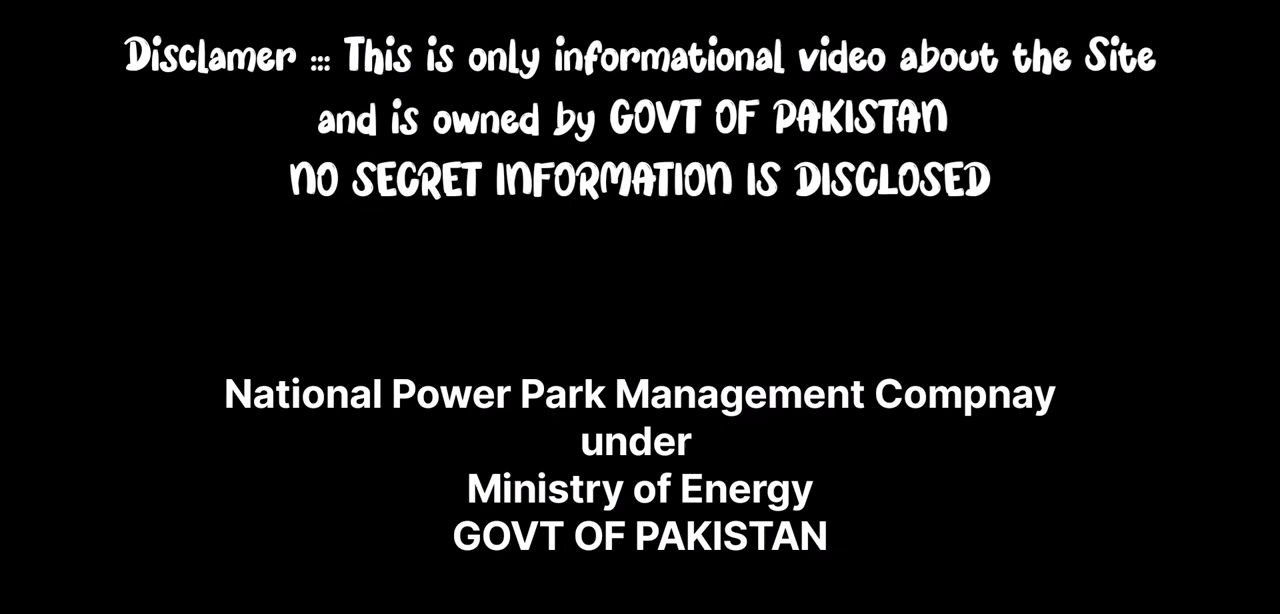 Disclamer ::: This is only informational video about the Site
and is owned by GOVT OF PAKISTAN
NO SECRET INFORMATION IS DISCLOSED
National Power Park Management Compnay
under
Ministry of Energy
GOVT OF PAKISTAN